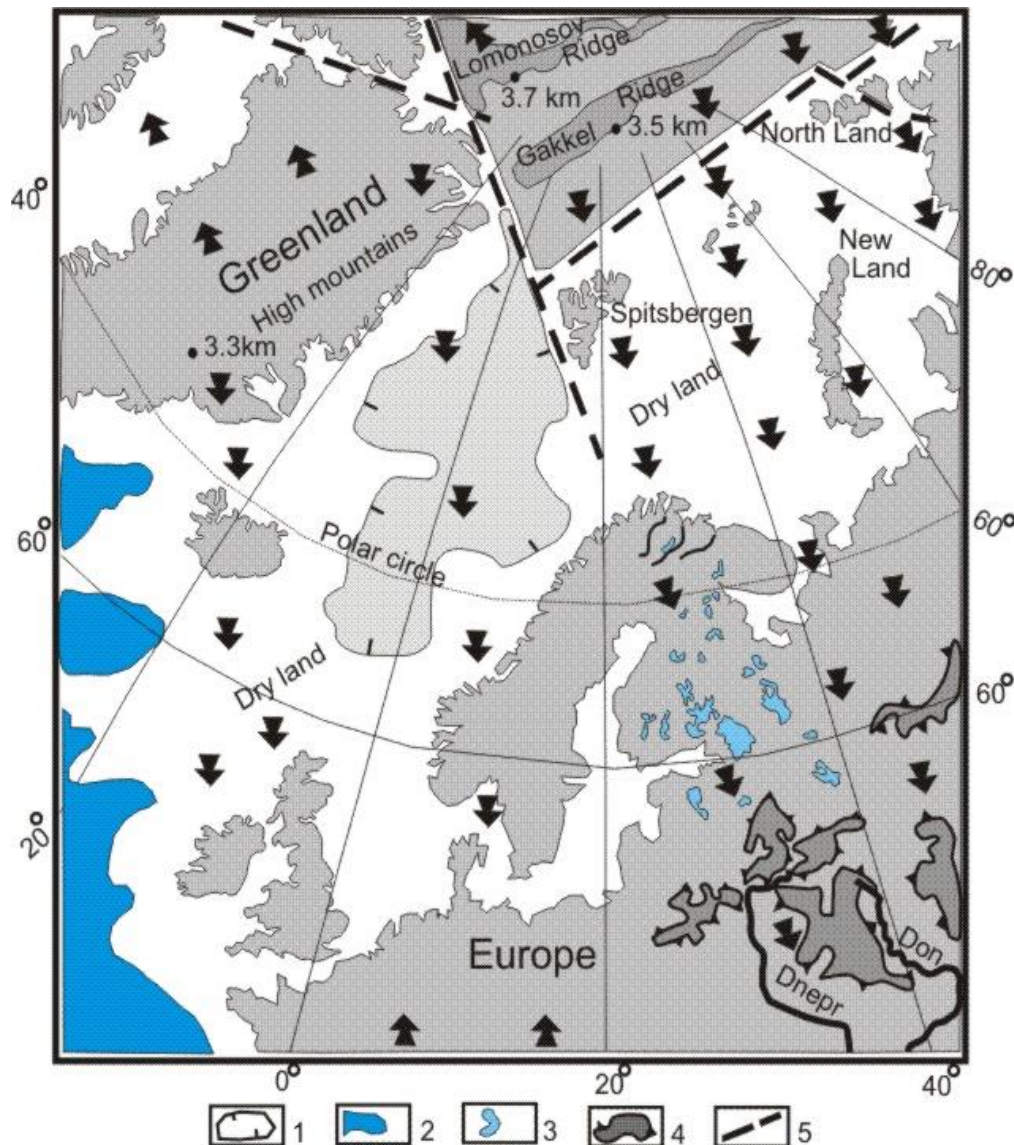 Lomonosov
Ridge
3.7 km
Ridge
Gakkel
3.5 km
North Land
40°
Greenland
High mountains
New
Land
80°
Spitsbergen
3.3km
Dry land
60°
60°
Polar circle
Dry land
60°
20°
Europe
Don
Dnepr
0°
20°
40°
1
2
3
4
5